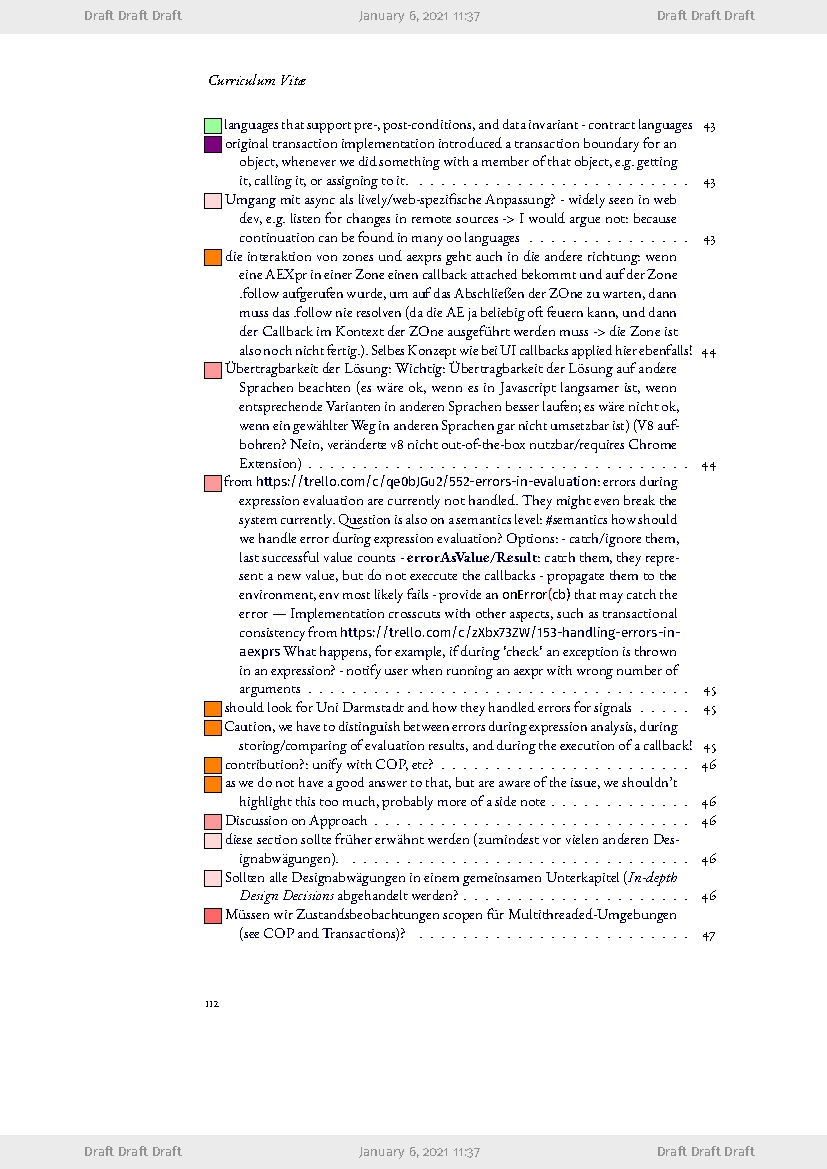 Draft Draft Draft January 6, 2021 11:37 Draft Draft Draft
Curriculum Vitæ
languages that support pre-, post-conditions, and data invariant - contract languages 43
original transaction implementation introduced a transaction boundary for an
object, whenever we did something with a member of that object, e.g. getting
it, calling it, or assigning to it. . . . . . . . . . . . . . . . . . . . . . . . . . 43
Umgang mit async als lively/web-spezifische Anpassung? - widely seen in web
dev, e.g. listen for changes in remote sources -> I would argue not: because
continuation can be found in many oo languages . . . . . . . . . . . . . . . 43
die interaktion von zones und aexprs geht auch in die andere richtung: wenn
eine AEXpr in einer Zone einen callback attached bekommt und auf der Zone
.follow aufgerufen wurde, um auf das Abschließen der ZOne zu warten, dann
muss das .follow nie resolven (da die AE ja beliebig oft feuern kann, und dann
der Callback im Kontext der ZOne ausgeführt werden muss -> die Zone ist
also noch nicht fertig.). Selbes Konzept wie bei UI callbacks applied hier ebenfalls! 44
Übertragbarkeit der Lösung: Wichtig: Übertragbarkeit der Lösung auf andere
Sprachen beachten (es wäre ok, wenn es in Javascript langsamer ist, wenn
entsprechende Varianten in anderen Sprachen besser laufen; es wäre nicht ok,
wenn ein gewählter Weg in anderen Sprachen gar nicht umsetzbar ist) (V8 auf-
bohren? Nein, veränderte v8 nicht out-of-the-box nutzbar/requires Chrome
Extension) . . . . . . . . . . . . . . . . . . . . . . . . . . . . . . . . . . . 44
from https://trello.com/c/qe0bJGu2/552-errors-in-evaluation: errors during
expression evaluation are currently not handled. They might even break the
system currently. Question is also on a semantics level: #semantics how should
we handle error during expression evaluation? Options: - catch/ignore them,
last successful value counts - errorAsValue/Result: catch them, they repre-
sent a new value, but do not execcute the callbacks - propagate them to the
environment, env most likely fails - provide an onError(cb) that may catch the
error — Implementation crosscuts with other aspects, such as transactional
consistency from https://trello.com/c/zXbx73ZW/153-handling-errors-in-
aexprs What happens, for example, if during 'check' an exception is thrown
in an expression? - notify user when running an aexpr with wrong number of
arguments . . . . . . . . . . . . . . . . . . . . . . . . . . . . . . . . . . . 45
should look for Uni Darmstadt and how they handled errors for signals . . . . . 45
Caution, we have to distinguish between errors during expression analysis, during
storing/comparing of evaluation results, and during the execution of a callback! 45
contribution?: unify with COP, etc? . . . . . . . . . . . . . . . . . . . . . . . 46
as we do not have a good answer to that, but are aware of the issue, we shouldn't
highlight this too much, probably more of a side note . . . . . . . . . . . . . 46
Discussion on Approach . . . . . . . . . . . . . . . . . . . . . . . . . . . . . 46
diese section sollte früher erwähnt werden (zumindest vor vielen anderen Des-
ignabwägungen). . . . . . . . . . . . . . . . . . . . . . . . . . . . . . . . . 46
Sollten alle Designabwägungen in einem gemeinsamen Unterkapitel (In-depth
Design Decisions abgehandelt werden? . . . . . . . . . . . . . . . . . . . . . 46
Müssen wir Zustandsbeobachtungen scopen für Multithreaded-Umgebungen
(see COP and Transactions)? . . . . . . . . . . . . . . . . . . . . . . . . . 47
112
Draft Draft Draft January 6, 2021 11:37 Draft Draft Draft